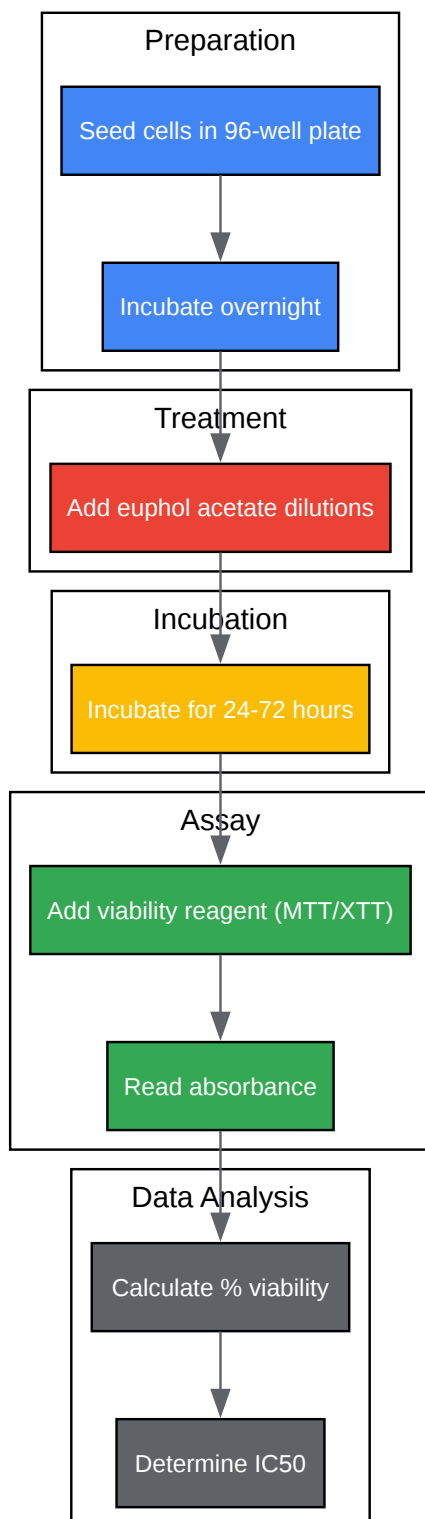 Preparation
Seed cells in 96-well plate
Incubate overnight
Treatment
Add euphol acetate dilutions
Incubation
Incubate for 24-72 hours
Assay
Add viability reagent (MTT/XTT)
Read absorbance
Data Analysis
Calculate % viability
Determine IC50